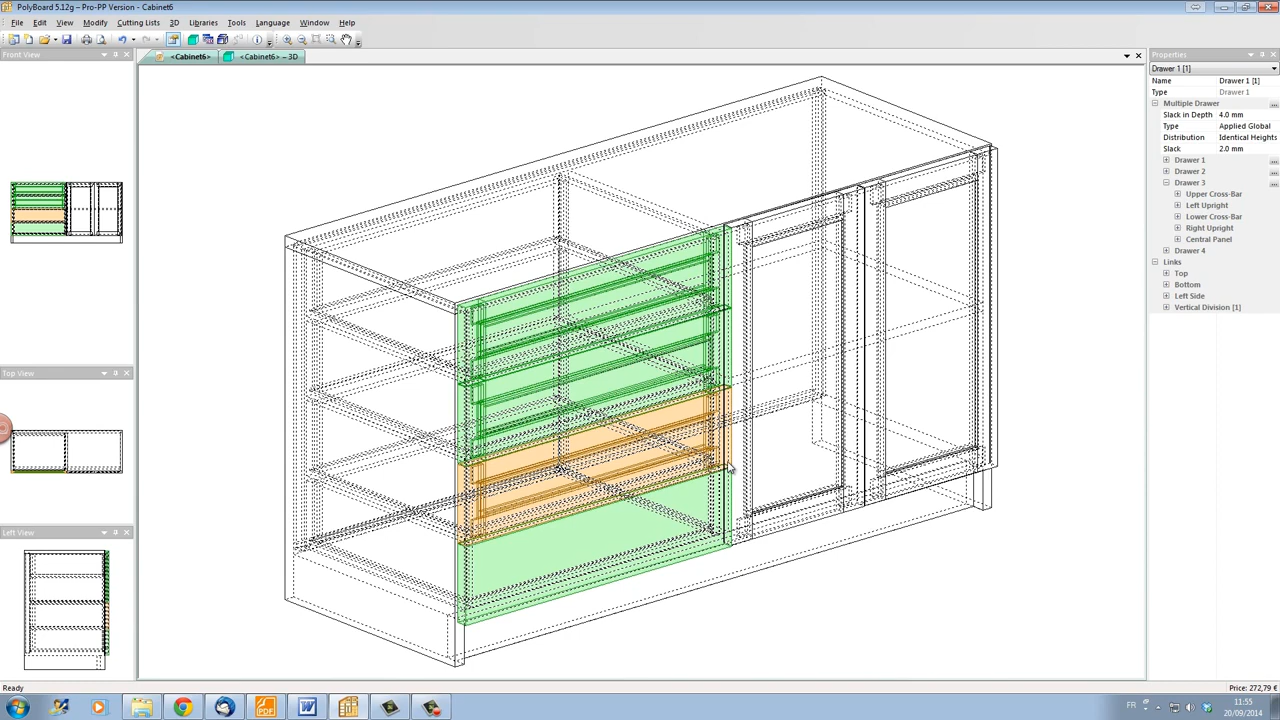 PolyBoard 5.12g - Pro-PP Version - Cabinet6
File Edit View Modify Cutting Lists 3D Libraries Tools Language Window Help
Front View
<Cabinet6>
<Cabinet6> – 3D
Top View
Left View
Properties
Drawer 1 [1]
Name Drawer 1 [1]
Type Drawer 1
Multiple Drawer ...
Slack in Depth 4.0 mm
Type Applied Global
Distribution Identical Heights
Slack 2.0 mm
Drawer 1 ...
Drawer 2 ...
Drawer 3 ...
Upper Cross-Bar
Left Upright
Lower Cross-Bar
Right Upright
Central Panel
Drawer 4
Links
Top
Bottom
Left Side
Vertical Division [1]
Ready
Price: 272,79 €
PDF
FR
11:55
20/09/2014